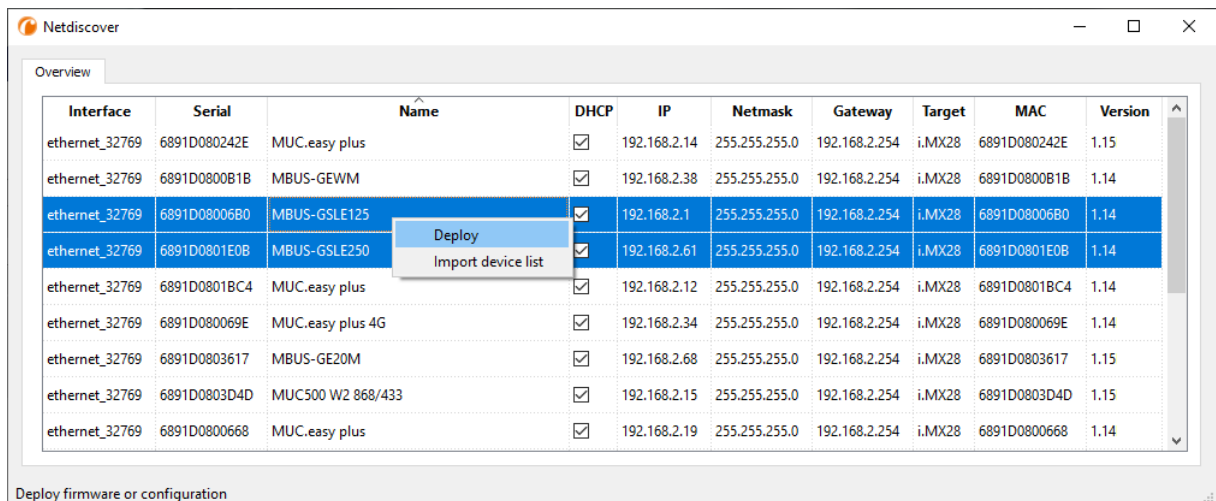 Netdiscover
Overview
Interface Serial Name DHCP IP Netmask Gateway Target MAC Version
ethernet_32769 6891D080242E MUC.easy plus 192.168.2.14 255.255.255.0 192.168.2.254 i.MX28 6891D080242E 1.15
ethernet_32769 6891D0800B1B MBUS-GEWM 192.168.2.38 255.255.255.0 192.168.2.254 i.MX28 6891D0800B1B 1.14
ethernet_32769 6891D08006B0 MBUS-GSLE125 192.168.2.1 255.255.255.0 192.168.2.254 i.MX28 6891D08006B0 1.14
Deploy
ethernet_32769 6891D0801E0B MBUS-GSLE250 192.168.2.61 255.255.255.0 192.168.2.254 i.MX28 6891D0801E0B 1.14
Import device list
ethernet_32769 6891D0801BC4 MUC.easy plus 192.168.2.12 255.255.255.0 192.168.2.254 i.MX28 6891D0801BC4 1.14
ethernet_32769 6891D080069E MUC.easy plus 4G 192.168.2.34 255.255.255.0 192.168.2.254 i.MX28 6891D080069E 1.14
ethernet_32769 6891D0803617 MBUS-GE20M 192.168.2.68 255.255.255.0 192.168.2.254 i.MX28 6891D0803617 1.15
ethernet_32769 6891D0803D4D MUC500 W2 868/433 192.168.2.15 255.255.255.0 192.168.2.254 i.MX28 6891D0803D4D 1.15
ethernet_32769 6891D0800668 MUC.easy plus 192.168.2.19 255.255.255.0 192.168.2.254 i.MX28 6891D0800668 1.14
Deploy firmware or configuration